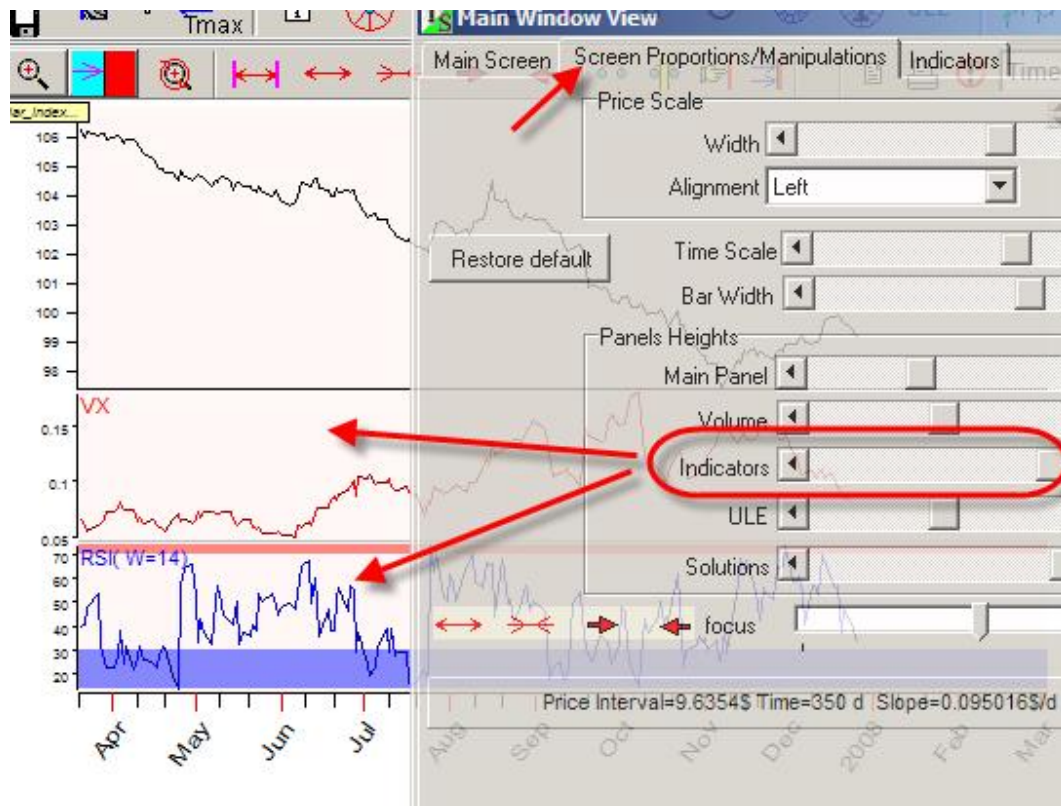 Tmax
Main Window View
Main Screen
Screen Proportions/Manipulations
Indicators
Time
Price Scale
Width
Alignment
Left
Restore default
Time Scale
Bar Width
Panels Heights
Main Panel
Volume
Indicators
ULE
Solutions
focus
106
105
104
103
102
101
100
99
98
VX
0.15
0.1
0.05
RSI( W=14)
70
60
50
40
30
20
Price Interval=9.6354$ Time=350 d Slope=0.095016$/d
Apr May Jun Jul Aug Sep Oct Nov Dec 2008 Feb Mar